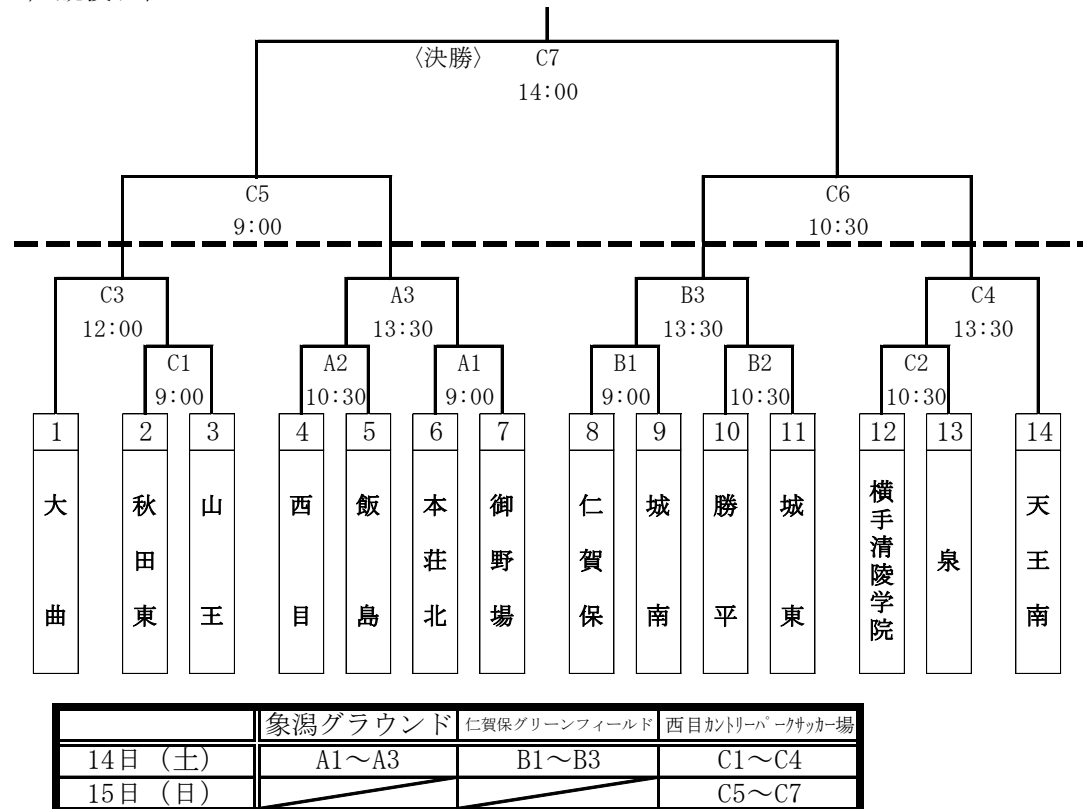 〈決勝〉 C7
14:00
C5 C6
9:00 10:30
C3 A3 B3 C4
12:00 13:30 13:30 13:30
C1 A2 A1 B1 B2 C2
9:00 10:30 9:00 9:00 10:30 10:30
1 2 3 4 5 6 7 8 9 10 11 12 13 14
大曲
秋田東
山王
西目
飯島
本荘北
御野場
仁賀保
城南
勝平
城東
横手清陵学院
泉
天王南
象潟グラウンド 仁賀保グリーンフィールド 西目カントリーパークサッカー場
14日（土） A1～A3 B1～B3 C1～C4
15日（日） C5～C7